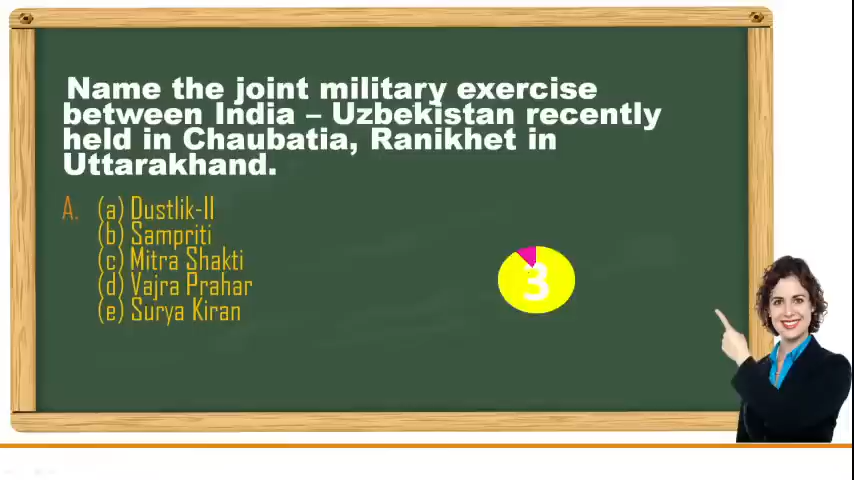 Name the joint military exercise
between India – Uzbekistan recently
held in Chaubatia, Ranikhet in
Uttarakhand.
A. (a) Dustlik-II
(b) Sampriti
(c) Mitra Shakti
(d) Vajra Prahar
(e) Surya Kiran
3